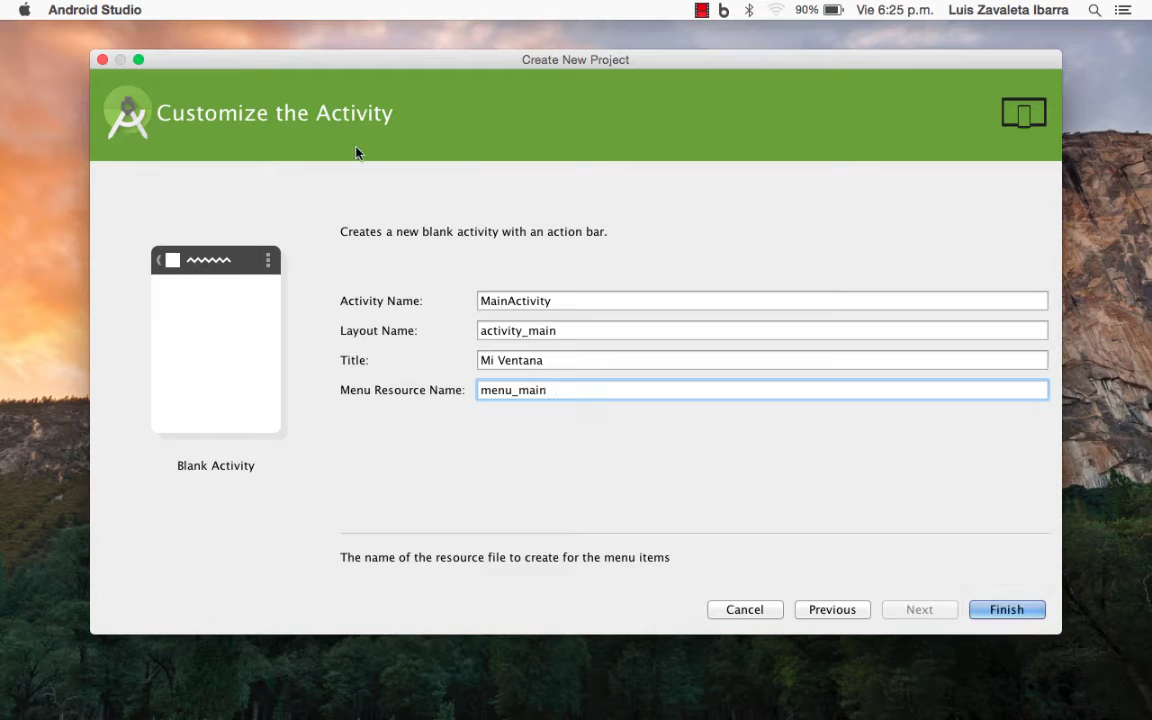 Android Studio
90%
Vie 6:25 p.m.
Luis Zavaleta Ibarra
Create New Project
Customize the Activity
Creates a new blank activity with an action bar.
Activity Name: MainActivity
Layout Name: activity_main
Title: Mi Ventana
Menu Resource Name: menu_main
Blank Activity
The name of the resource file to create for the menu items
Cancel
Previous
Next
Finish